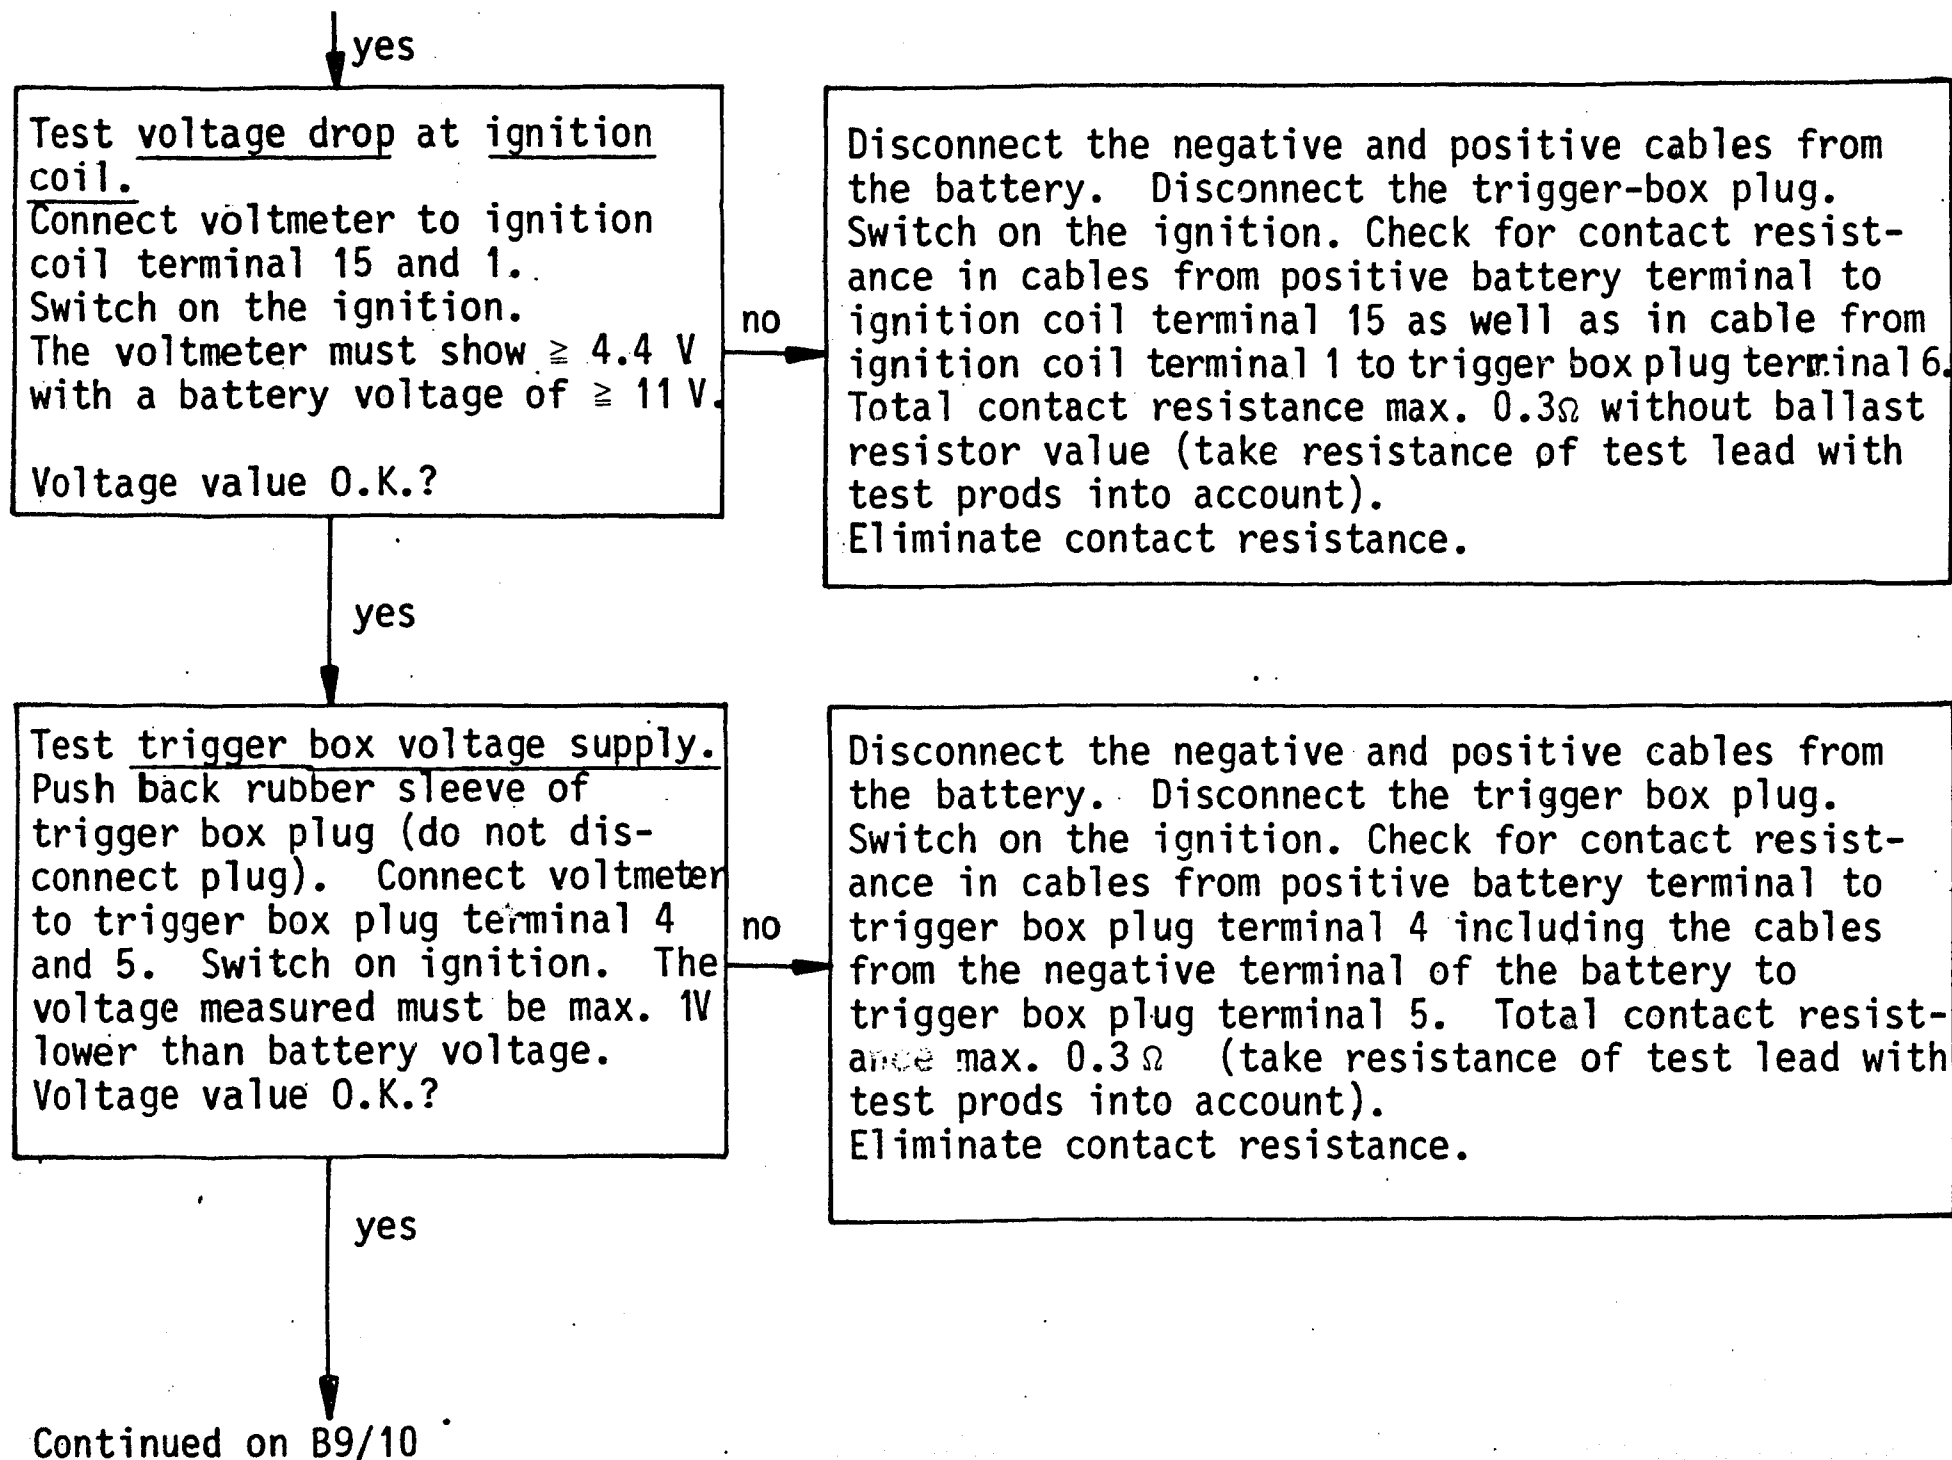 yes
Test voltage drop at ignition
coil.
Connect voltmeter to ignition
coil terminal 15 and 1.
Switch on the ignition.
The voltmeter must show ≧ 4.4 V
with a battery voltage of ≧ 11 V.
Voltage value O.K.?
no
Disconnect the negative and positive cables from
the battery. Disconnect the trigger-box plug.
Switch on the ignition. Check for contact resist-
ance in cables from positive battery terminal to
ignition coil terminal 15 as well as in cable from
ignition coil terminal 1 to trigger box plug terminal 6.
Total contact resistance max. 0.3Ω without ballast
resistor value (take resistance of test lead with
test prods into account).
Eliminate contact resistance.
yes
Test trigger box voltage supply.
Push back rubber sleeve of
trigger box plug (do not dis-
connect plug). Connect voltmeter
to trigger box plug terminal 4
and 5. Switch on ignition. The
voltage measured must be max. 1V
lower than battery voltage.
Voltage value O.K.?
no
Disconnect the negative and positive cables from
the battery. Disconnect the trigger box plug.
Switch on the ignition. Check for contact resist-
ance in cables from positive battery terminal to
trigger box plug terminal 4 including the cables
from the negative terminal of the battery to
trigger box plug terminal 5. Total contact resist-
ance max. 0.3 Ω (take resistance of test lead with
test prods into account).
Eliminate contact resistance.
yes
Continued on B9/10